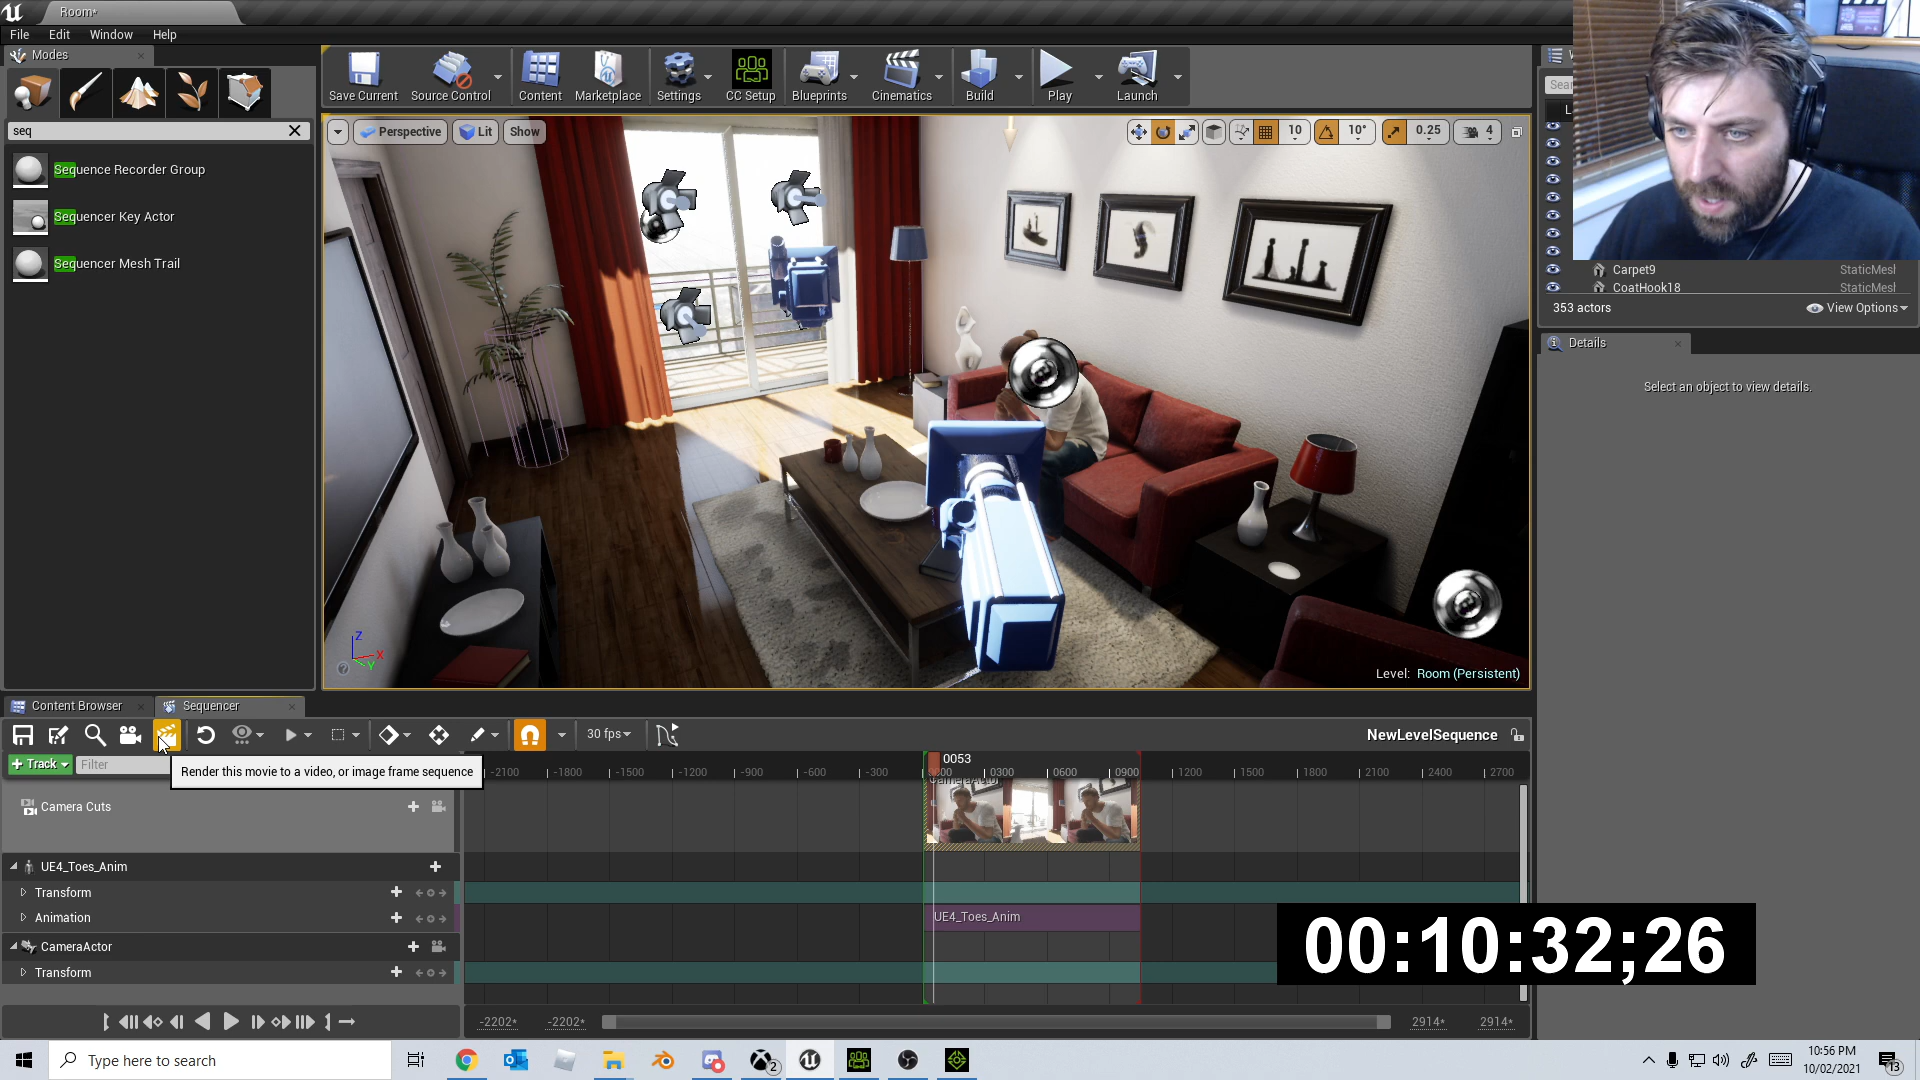 Room*
File Edit Window Help
Modes
seq
Sequence Recorder Group
Sequencer Key Actor
Sequencer Mesh Trail
Save Current Source Control Content Marketplace Settings CC Setup Blueprints Cinematics Build Play Launch
Perspective Lit Show
10 10° 0.25 4
Z
X
Y
Level: Room (Persistent)
Sear
L
Carpet9 StaticMesh
CoatHook18 StaticMesh
353 actors View Options
Details
Select an object to view details.
Content Browser Sequencer
30 fps
NewLevelSequence
+ Track Filter
Render this movie to a video, or image frame sequence
0053
-2100 -1800 -1500 -1200 -900 -600 -300 0300 0600 0900 1200 1500 1800 2100 2400 2700
CameraActor
Camera Cuts
UE4_Toes_Anim
Transform
Animation
UE4_Toes_Anim
CameraActor
Transform
00:10:32;26
-2202* -2202* 2914* 2914*
Type here to search
2
10:56 PM
10/02/2021
13